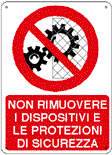 NON RIMUOVERE
I DISPOSITIVI E
LE PROTEZIONI
DI SICUREZZA